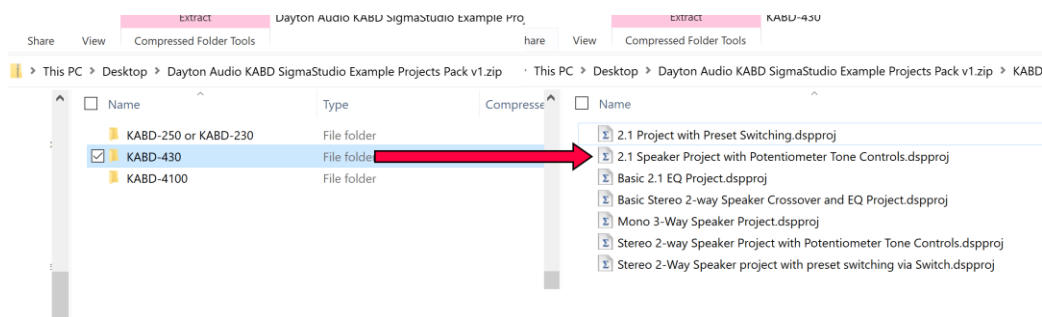 Extract
Dayton Audio KABD SigmaStudio Example Proj
Share View Compressed Folder Tools
This PC > Desktop > Dayton Audio KABD SigmaStudio Example Projects Pack v1.zip
Name Type Compresse
KABD-250 or KABD-230 File folder
KABD-430 File folder
KABD-4100 File folder
Extract
KABD-430
hare View Compressed Folder Tools
This PC > Desktop > Dayton Audio KABD SigmaStudio Example Projects Pack v1.zip > KABD
Name
2.1 Project with Preset Switching.dspproj
2.1 Speaker Project with Potentiometer Tone Controls.dspproj
Basic 2.1 EQ Project.dspproj
Basic Stereo 2-way Speaker Crossover and EQ Project.dspproj
Mono 3-Way Speaker Project.dspproj
Stereo 2-way Speaker Project with Potentiometer Tone Controls.dspproj
Stereo 2-Way Speaker project with preset switching via Switch.dspproj